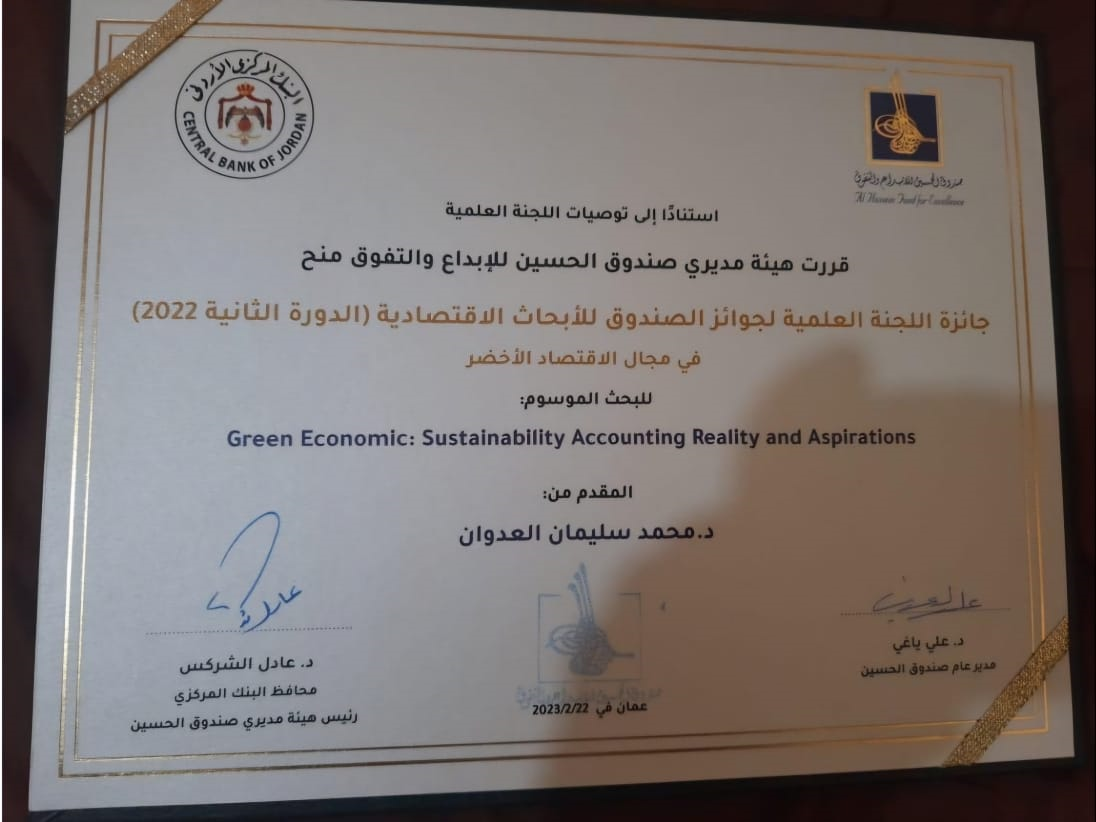 البنك المركزي الأردني
CENTRAL BANK OF JORDAN
صندوق الحسين للإبداع والتفوق
Al Hussein Fund for Excellence
استنادًا إلى توصيات اللجنة العلمية
قررت هيئة مديري صندوق الحسين للإبداع والتفوق منح
جائزة اللجنة العلمية لجوائز الصندوق للأبحاث الاقتصادية (الدورة الثانية 2022)
في مجال الاقتصاد الأخضر
للبحث الموسوم:
Green Economic: Sustainability Accounting Reality and Aspirations
المقدم من:
د.محمد سليمان العدوان
د. علي ياغي
مدير عام صندوق الحسين
د. عادل الشركس
محافظ البنك المركزي
رئيس هيئة مديري صندوق الحسين
صندوق الحسين للإبداع والتفوق
عمان في 2023/2/22